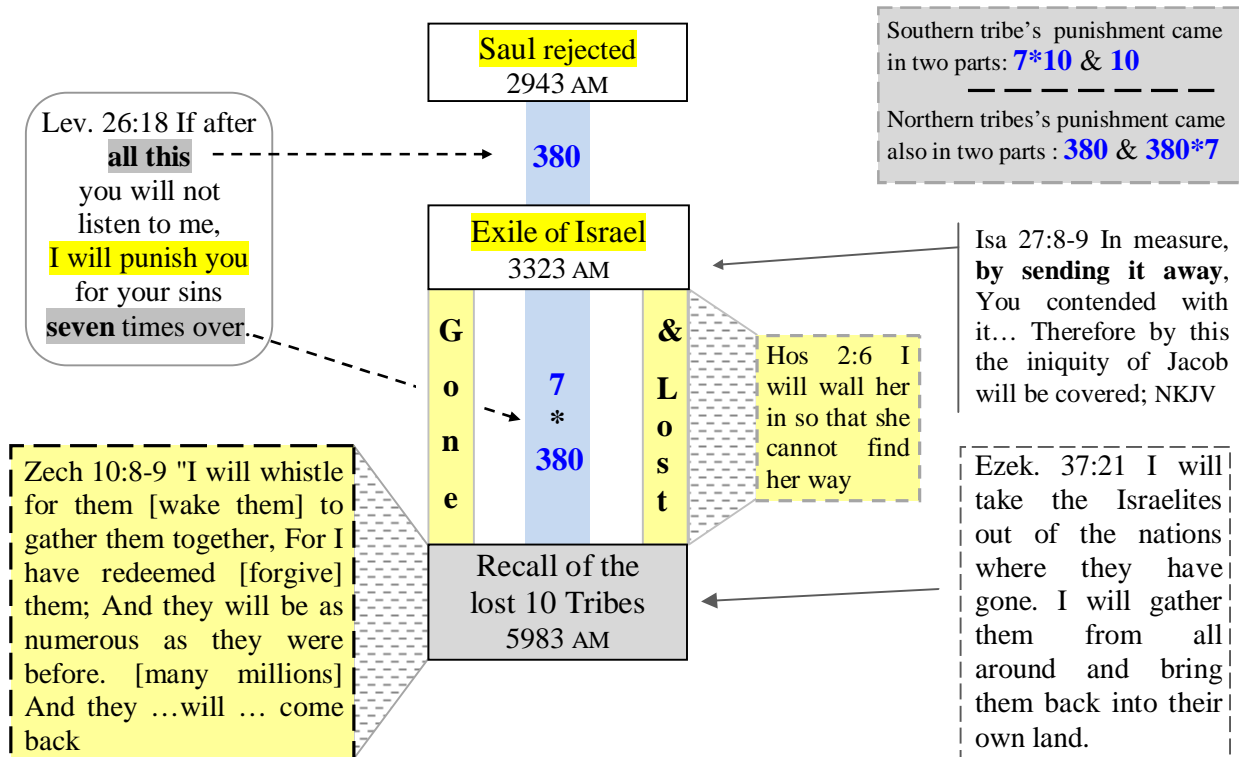 Saul rejected
2943 AM
Southern tribe’s punishment came
in two parts: 7*10 & 10
Northern tribes’s punishment came
also in two parts : 380 & 380*7
Lev. 26:18 If after
all this
you will not
listen to me,
I will punish you
for your sins
seven times over.
380
Exile of Israel
3323 AM
Isa 27:8-9 In measure,
by sending it away,
You contended with
it… Therefore by this
the iniquity of Jacob
will be covered; NKJV
G
o
n
e
7
*
380
&
L
o
s
t
Hos 2:6 I
will wall her
in so that she
cannot find
her way
Zech 10:8-9 "I will whistle
for them [wake them] to
gather them together, For I
have redeemed [forgive]
them; And they will be as
numerous as they were
before. [many millions]
And they …will … come
back
Recall of the
lost 10 Tribes
5983 AM
Ezek. 37:21 I will
take the Israelites
out of the nations
where they have
gone. I will gather
them from all
around and bring
them back into their
own land.